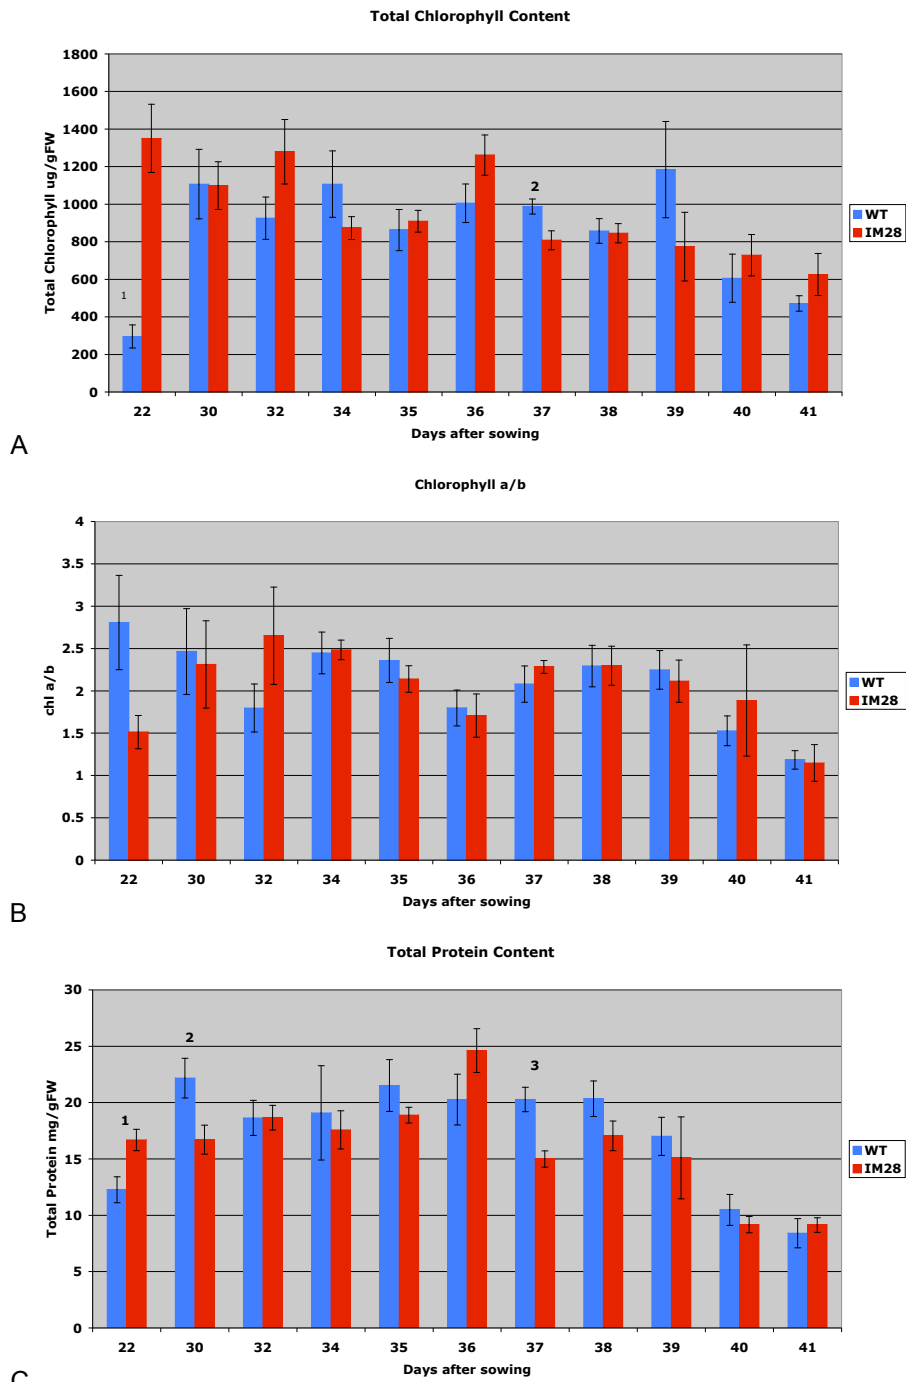 Total Chlorophyll Content
Total Chlorophyll ug/gFW
1800
1600
1400
1200
1000
800
600
400
200
0
1
2
22 30 32 34 35 36 37 38 39 40 41
Days after sowing
WT
IM28
A
Chlorophyll a/b
chl a/b
4
3.5
3
2.5
2
1.5
1
0.5
0
22 30 32 34 35 36 37 38 39 40 41
Days after sowing
WT
IM28
B
Total Protein Content
Total Protein mg/gFW
30
25
20
15
10
5
0
1
2
3
22 30 32 34 35 36 37 38 39 40 41
Days after sowing
WT
IM28
C